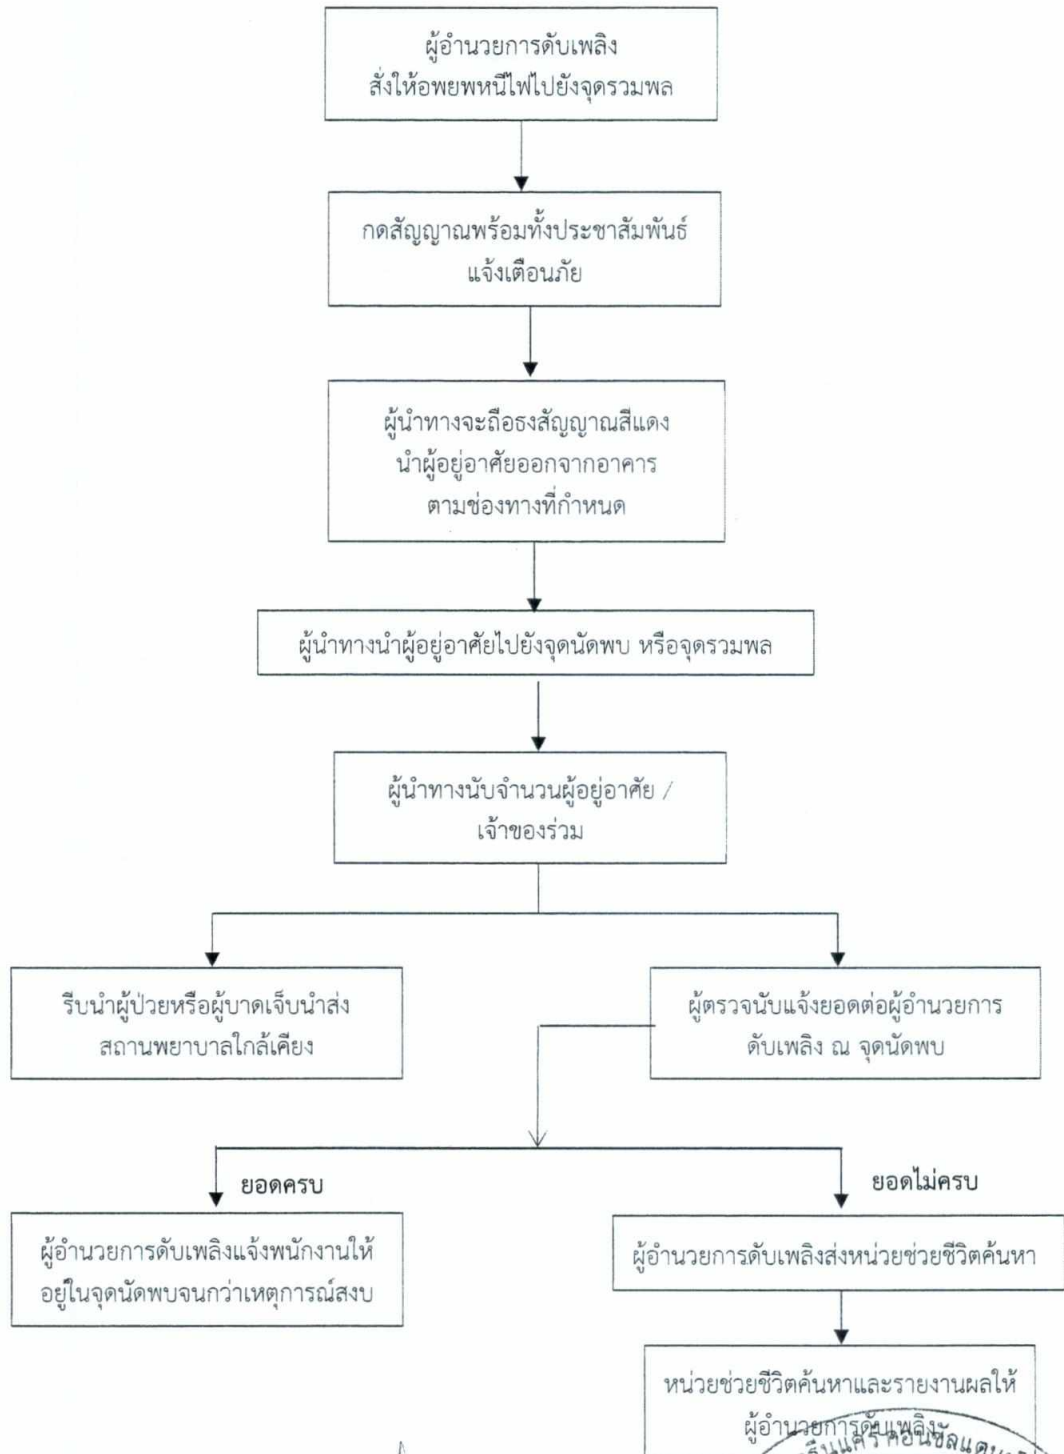 ผู้อำนวยการดับเพลิง
สั่งให้อพยพหนีไฟไปยังจุดรวมพล
กดสัญญาณพร้อมทั้งประชาสัมพันธ์
แจ้งเตือนภัย
ผู้นำทางจะถือธงสัญญาณสีแดง
นำผู้อยู่อาศัยออกจากอาคาร
ตามช่องทางที่กำหนด
ผู้นำทางนำผู้อยู่อาศัยไปยังจุดนัดพบ หรือจุดรวมพล
ผู้นำทางนับจำนวนผู้อยู่อาศัย /
เจ้าของร่วม
รีบนำผู้ป่วยหรือผู้บาดเจ็บนำส่ง
สถานพยาบาลใกล้เคียง
ผู้ตรวจนับแจ้งยอดต่อผู้อำนวยการ
ดับเพลิง ณ จุดนัดพบ
ยอดครบ
ยอดไม่ครบ
ผู้อำนวยการดับเพลิงแจ้งพนักงานให้
อยู่ในจุดนัดพบจนกว่าเหตุการณ์สงบ
ผู้อำนวยการดับเพลิงส่งหน่วยช่วยชีวิตค้นหา
หน่วยช่วยชีวิตค้นหาและรายงานผลให้
ผู้อำนวยการดับเพลิง